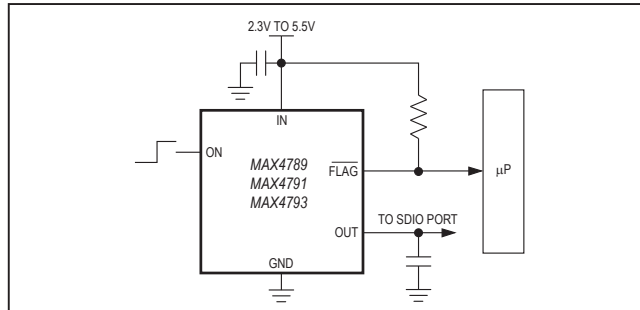 2.3V TO 5.5V
IN
ON
MAX4789
MAX4791
MAX4793
FLAG
μP
TO SDIO PORT
OUT
GND